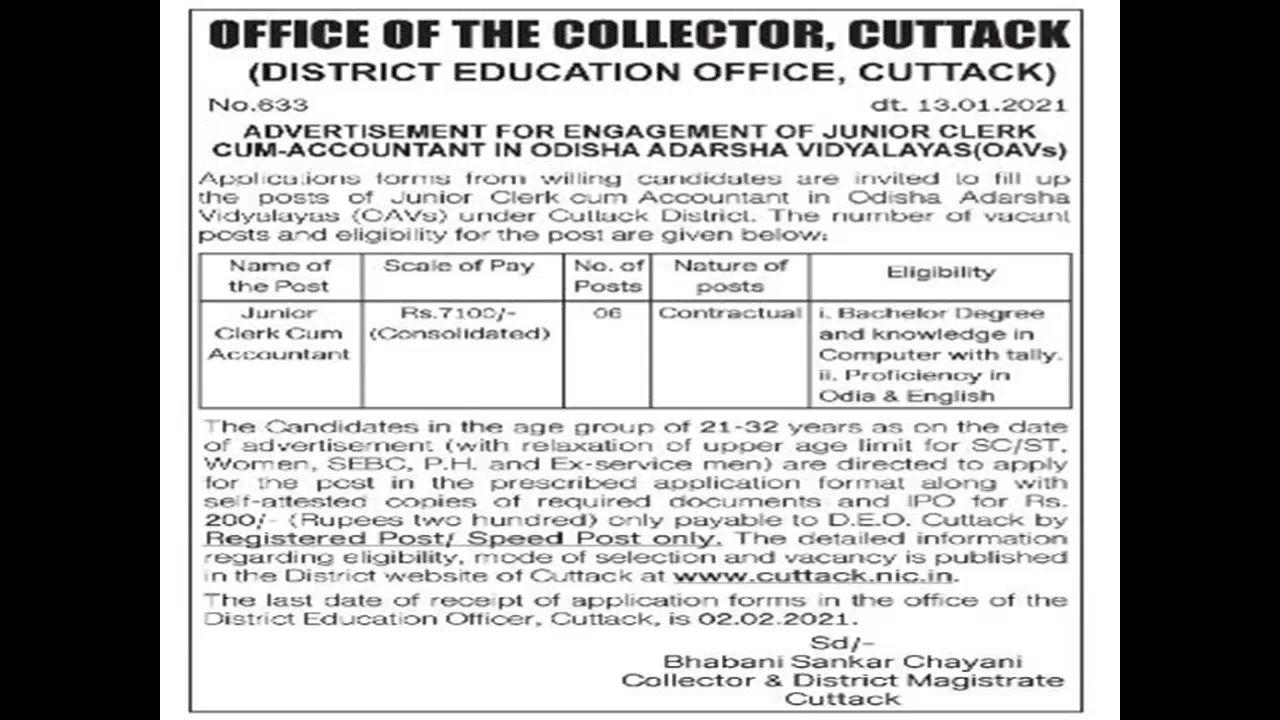 OFFICE OF THE COLLECTOR, CUTTACK
(DISTRICT EDUCATION OFFICE, CUTTACK)
No.633 dt. 13.01.2021
ADVERTISEMENT FOR ENGAGEMENT OF JUNIOR CLERK
CUM-ACCOUNTANT IN ODISHA ADARSHA VIDYALAYAS(OAVs)
Applications forms from willing candidates are invited to fill up
the posts of Junior Clerk cum Accountant in Odisha Adarsha
Vidyalayas (OAVs) under Cuttack District. The number of vacant
posts and eligibility for the post are given below:
Name of the Post
Scale of Pay
No. of Posts
Nature of posts
Eligibility
Junior
Clerk Cum
Accountant
Rs.7100/-
(Consolidated)
06
Contractual
i. Bachelor Degree
and knowledge in
Computer with tally.
ii. Proficiency in
Odia & English
The Candidates in the age group of 21-32 years as on the date
of advertisement (with relaxation of upper age limit for SC/ST,
Women, SEBC, P.H. and Ex-service men) are directed to apply
for the post in the prescribed application format along with
self-attested copies of required documents and IPO for Rs.
200/- (Rupees two hundred) only payable to D.E.O. Cuttack by
Registered Post/ Speed Post only. The detailed information
regarding eligibility, mode of selection and vacancy is published
in the District website of Cuttack at www.cuttack.nic.in.
The last date of receipt of application forms in the office of the
District Education Officer, Cuttack, is 02.02.2021.
Sd/-
Bhabani Sankar Chayani
Collector & District Magistrate
Cuttack